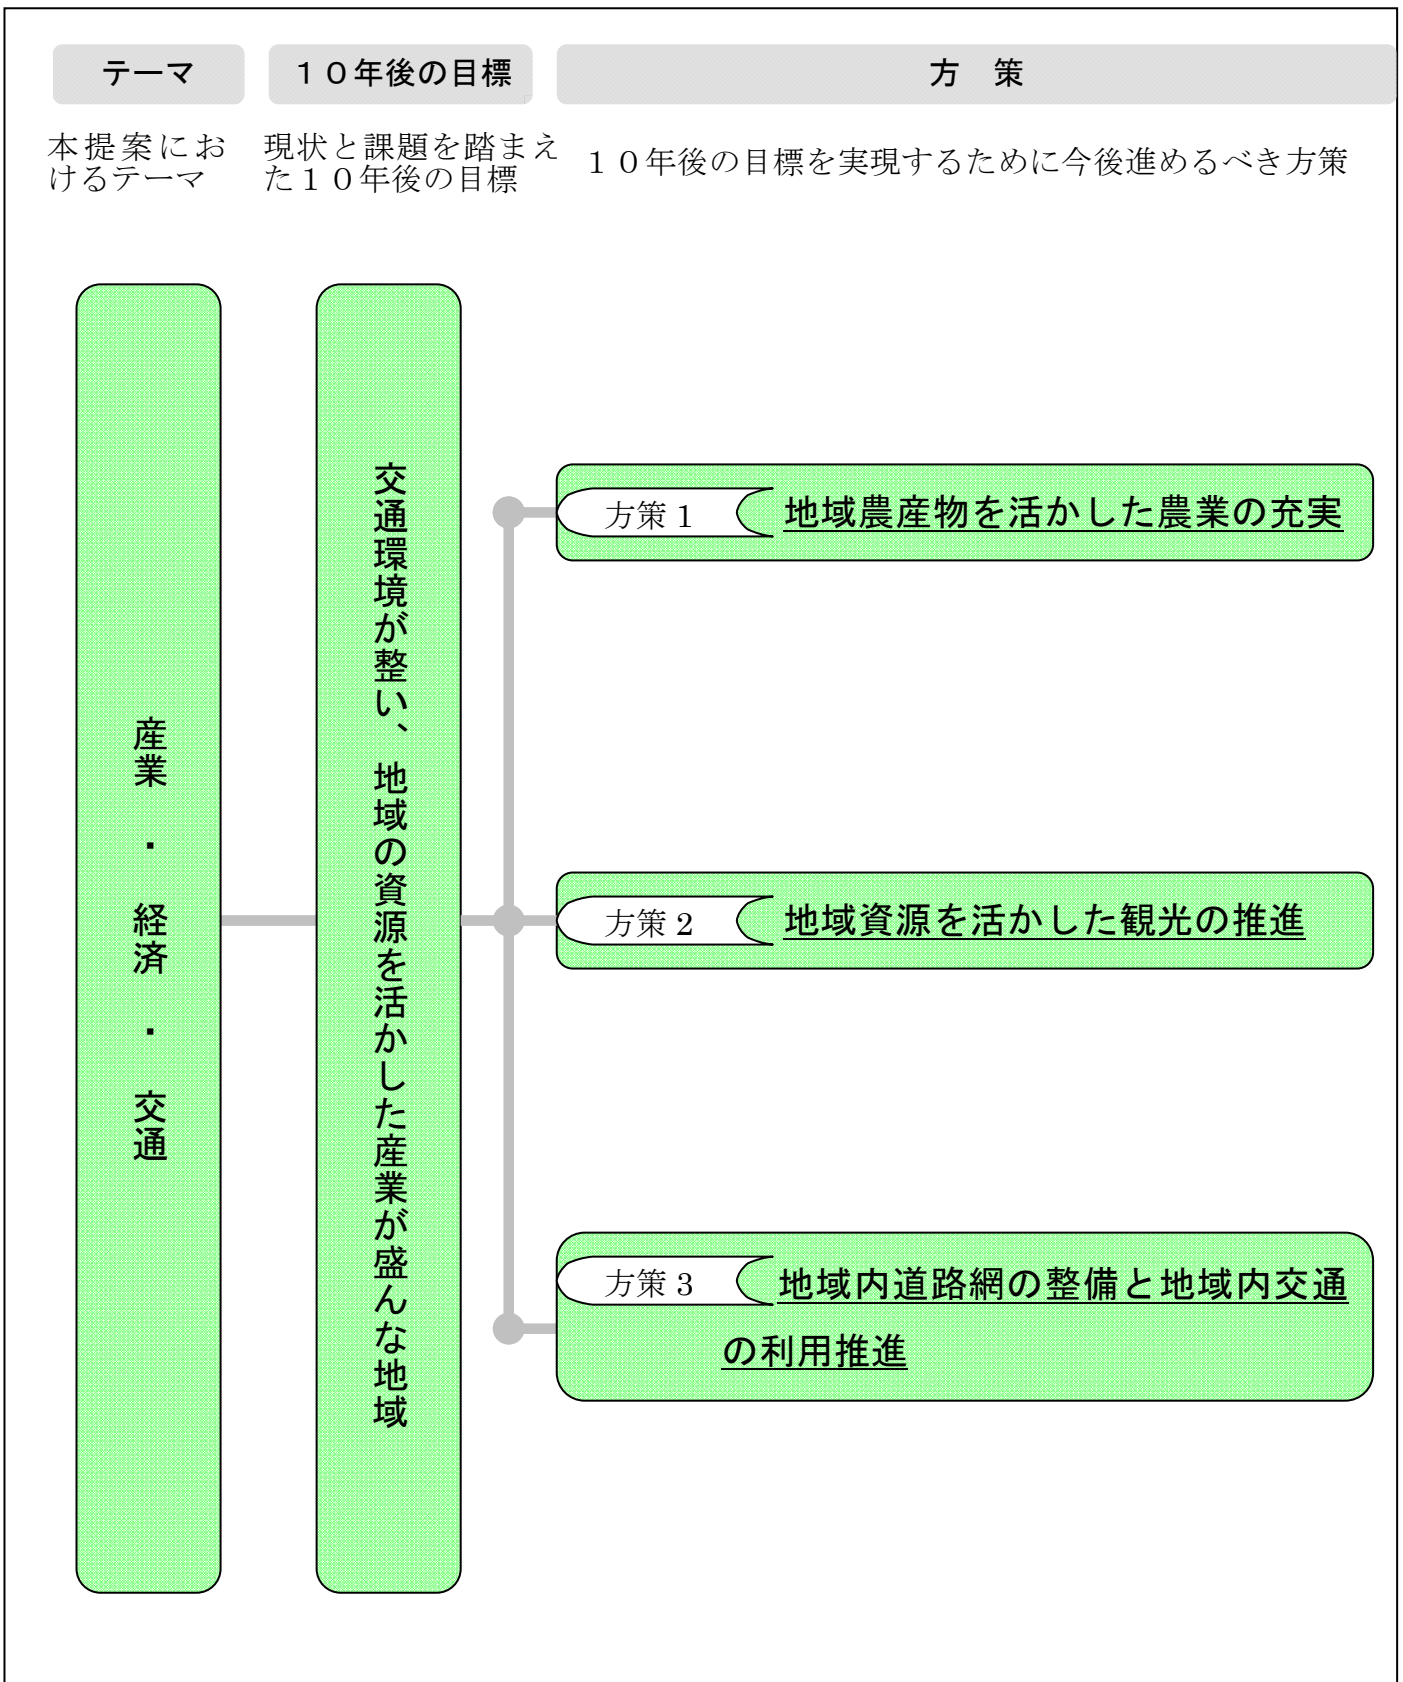 テーマ
１０年後の目標
方　策
本提案にお
けるテーマ
現状と課題を踏まえ
た１０年後の目標
１０年後の目標を実現するために今後進めるべき方策
産業・経済・交通
交通環境が整い、地域の資源を活かした産業が盛んな地域
方策１
地域農産物を活かした農業の充実
方策２
地域資源を活かした観光の推進
方策３
地域内道路網の整備と地域内交通
の利用推進